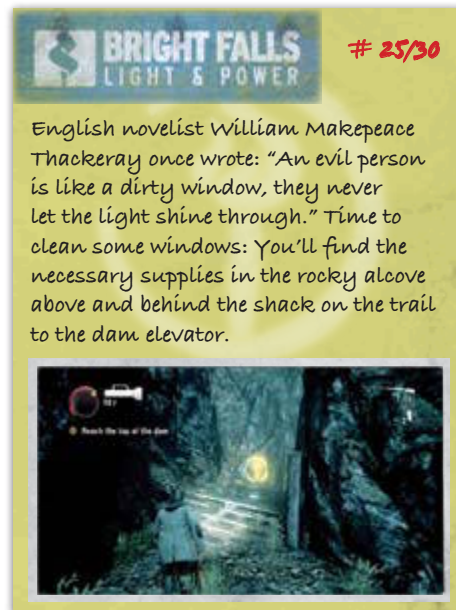 BRIGHT FALLS
LIGHT & POWER
# 25/30
English novelist William Makepeace
Thackeray once wrote: “An evil person
is like a dirty window, they never
let the light shine through.” Time to
clean some windows: You’ll find the
necessary supplies in the rocky alcove
above and behind the shack on the trail
to the dam elevator.
Reach the top of the dam